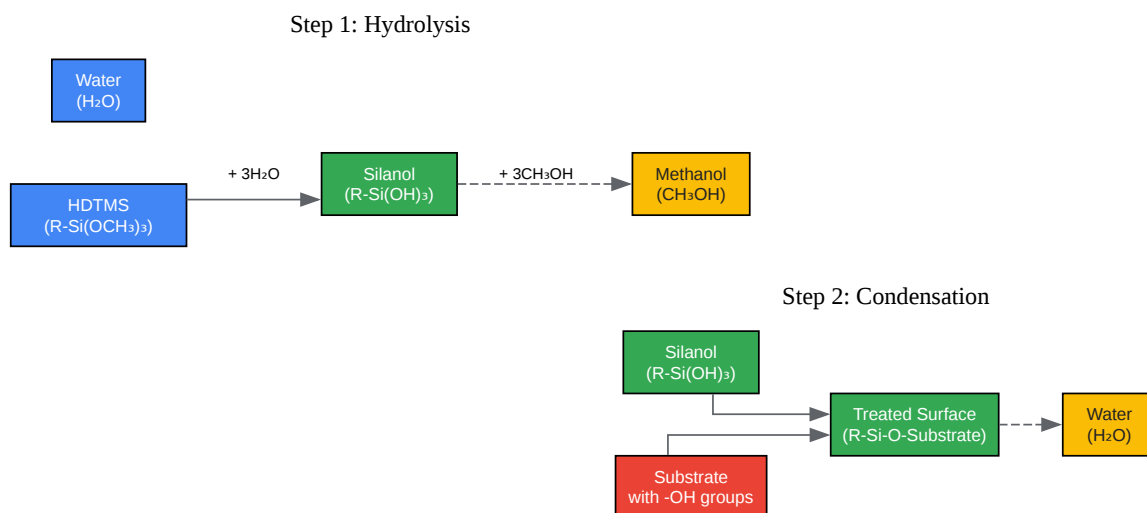 Step 1: Hydrolysis
Water
(H₂O)
+ 3H₂O
Silanol
(R-Si(OH)₃)
+ 3CH₃OH
Methanol
(CH₃OH)
HDTMS
(R-Si(OCH₃)₃)
Step 2: Condensation
Silanol
(R-Si(OH)₃)
Treated Surface
(R-Si-O-Substrate)
Water
(H₂O)
Substrate
with -OH groups